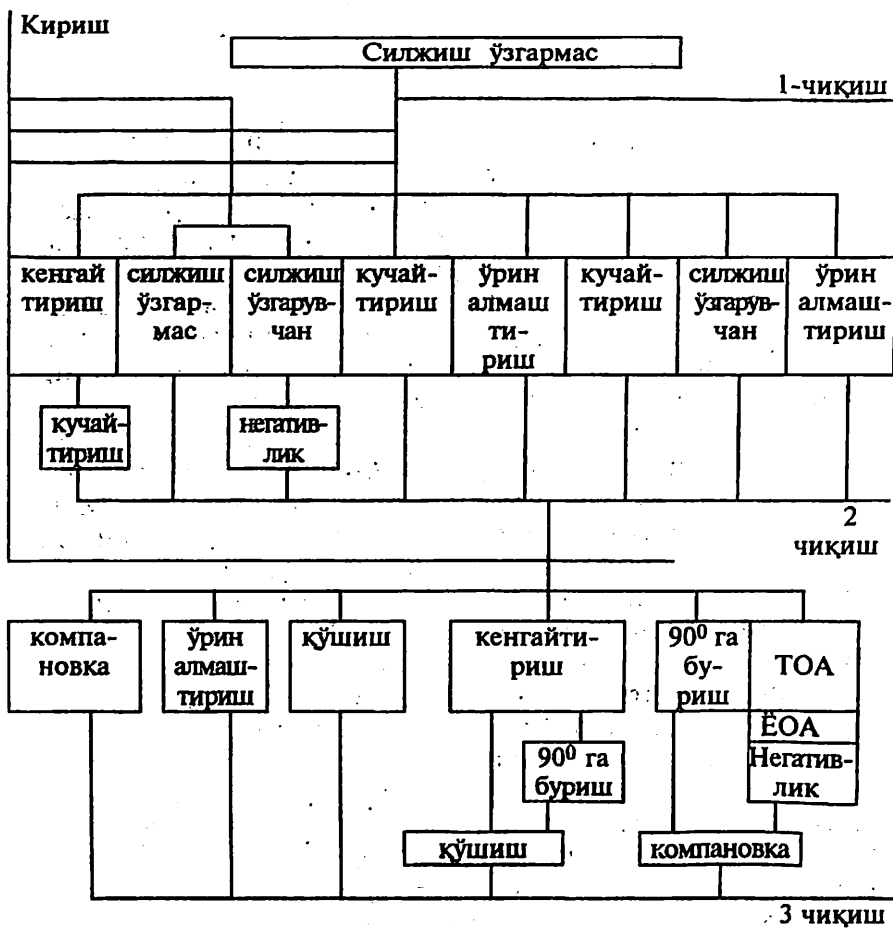 Кириш
Силжиш ўзгармас
1-чиқиш
кенгай
тириш
силжиш
ўзгар-
мас
силжиш
ўзгарув-
чан
кучай-
тириш
ўрин
алмаш
ти-
риш
кучай-
тириш
силжиш
ўзгарув-
чан
ўрин
алмаш-
тириш
кучай-
тириш
негатив-
лик
2
чиқиш
компа-
новка
ўрин
алмаш-
тириш
қўшиш
кенгайти-
риш
90⁰ га
бу-
риш
ТОА
ЁОА
Негатив-
лик
90⁰ га
буриш
қўшиш
компановка
3 чиқиш